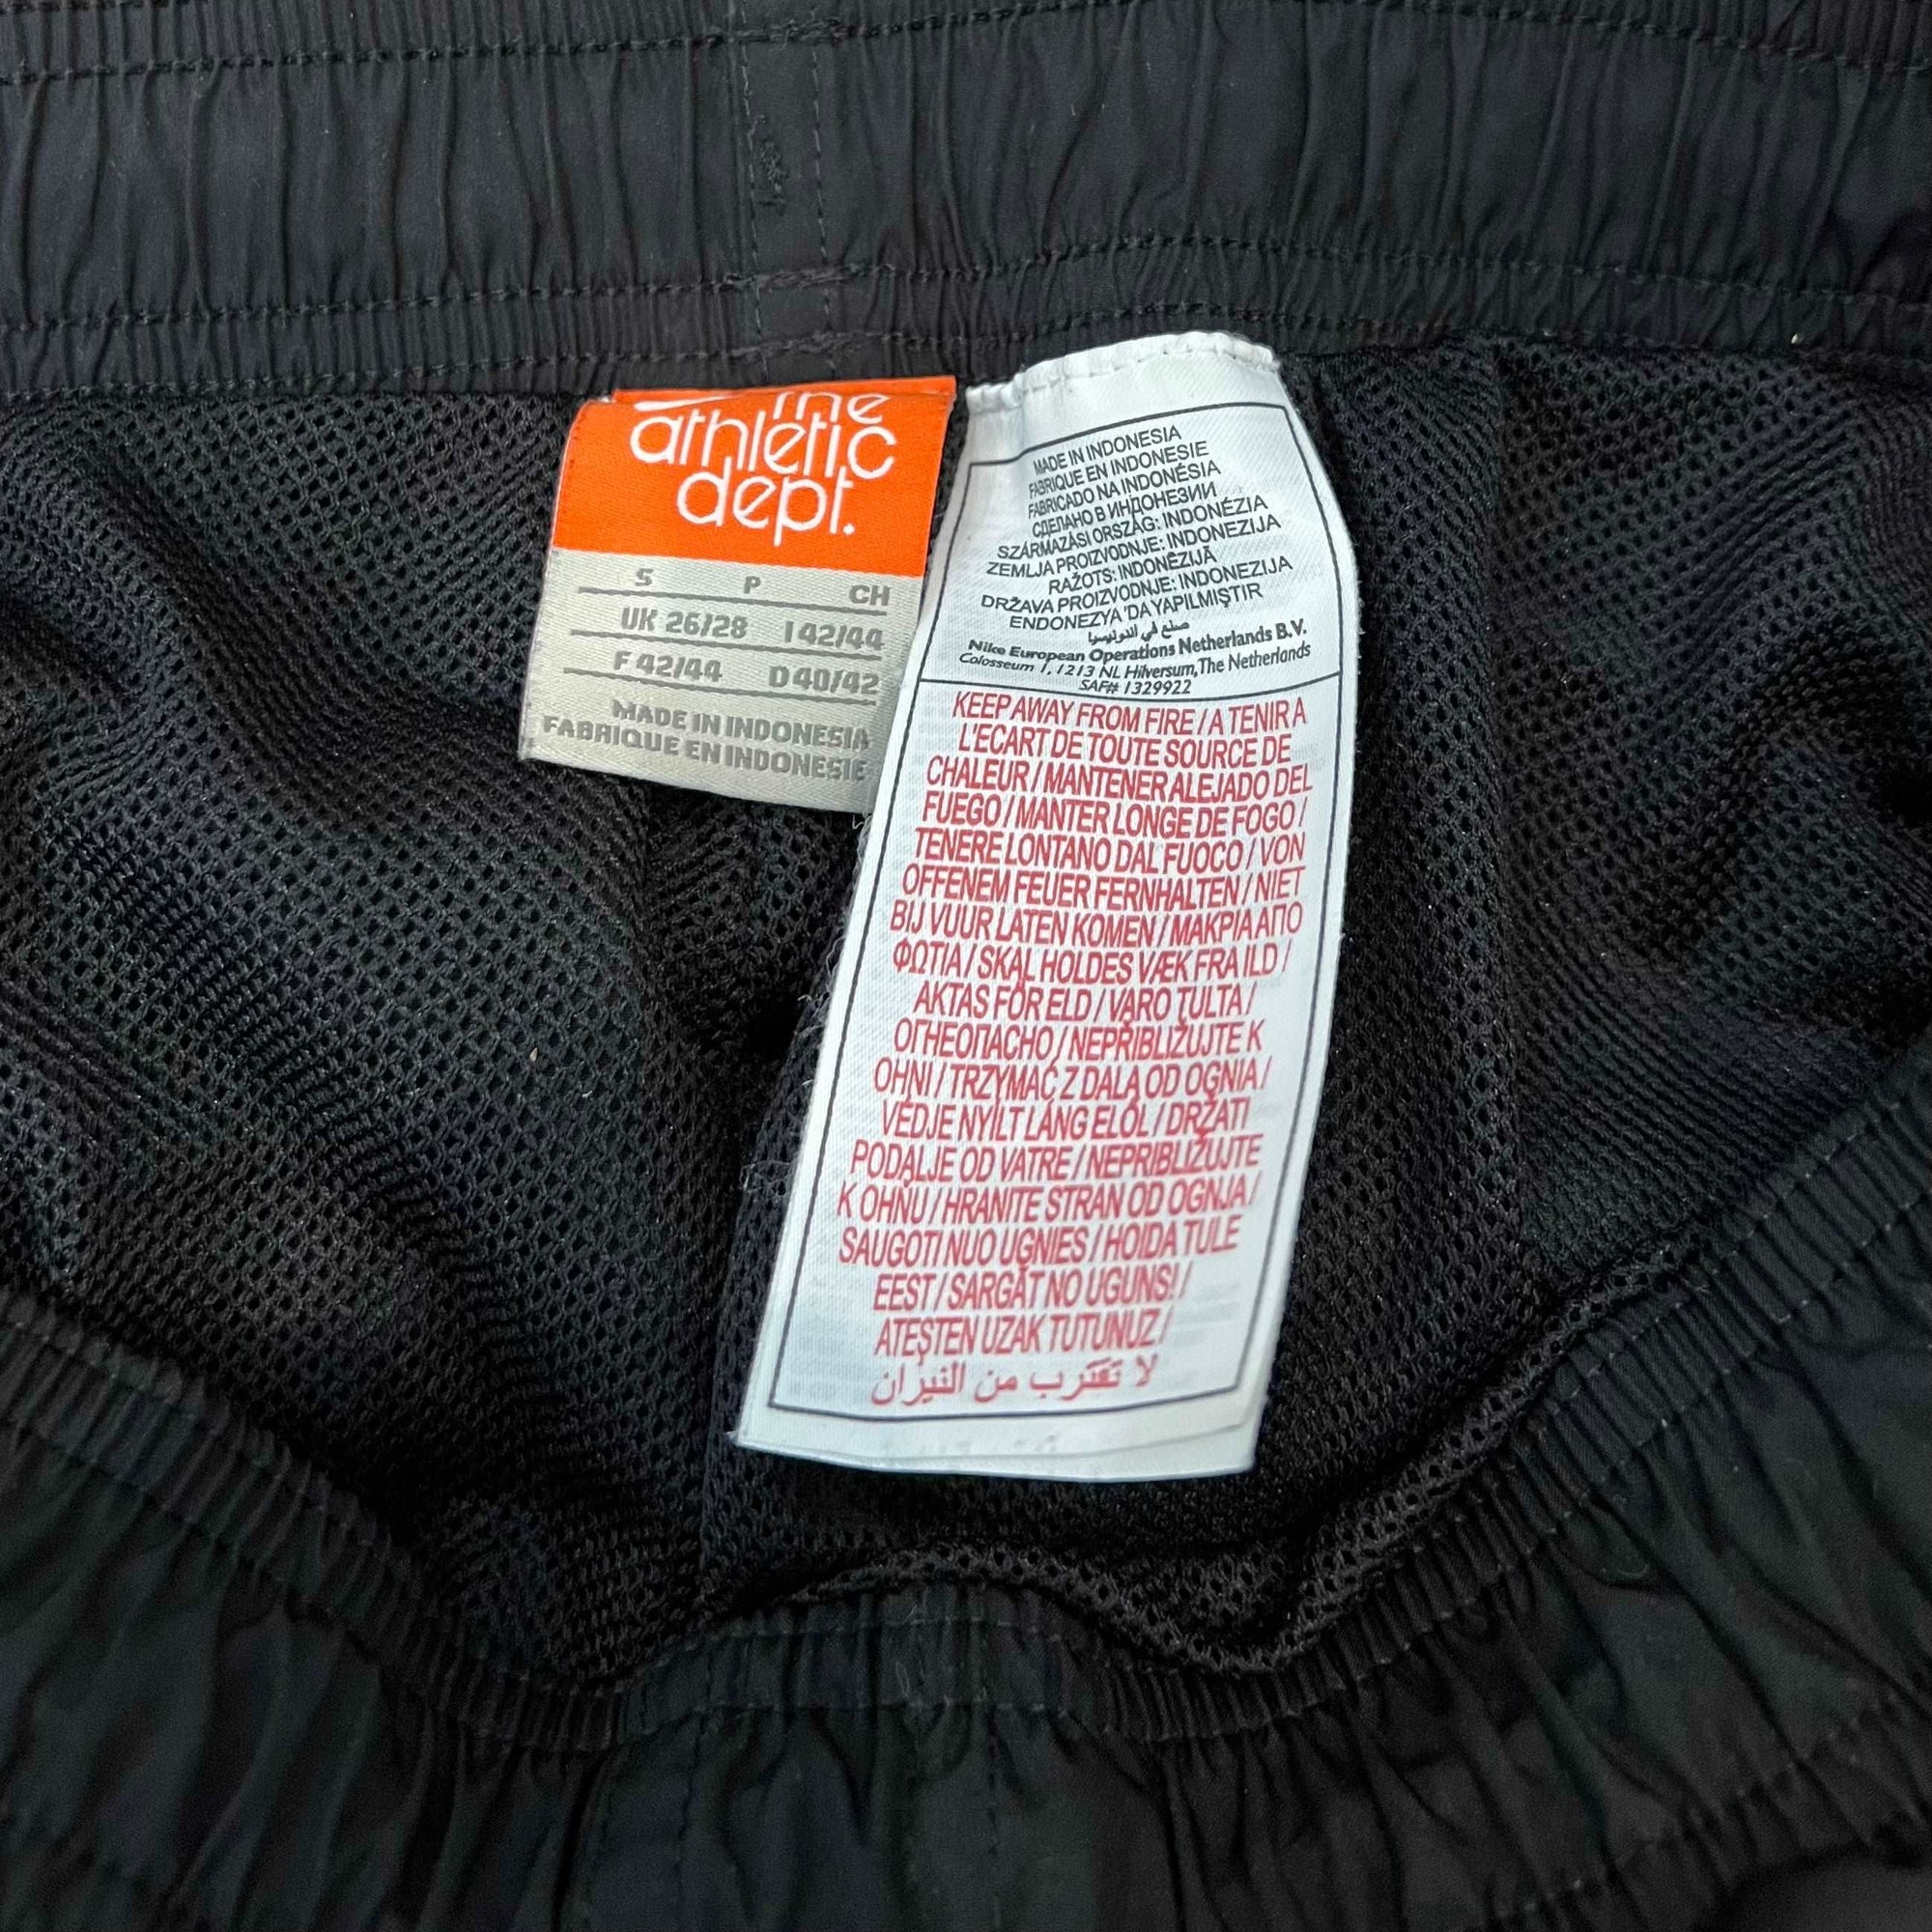 The
athletic
dept.
S P CH
UK 26/28 I 42/44
F 42/44 D 40/42
MADE IN INDONESIA
FABRIQUE EN INDONESIE
MADE IN INDONESIA
FABRIQUE EN INDONESIE
FABRICADO NA INDONÉSIA
СДЕЛАНО В ИНДОНЕЗИИ
SZÁRMAZÁSI ORSZÁG: INDONÉZIA
ZEMLJA PROIZVODNJE: INDONEZIJA
RAŽOTS: INDONĒZIJĀ
DRŽAVA PROIZVODNJE: INDONEZIJA
ENDONEZYA 'DA YAPILMIŞTIR
صنع في اندونيسيا
Nike European Operations Netherlands B.V.
Colosseum 1, 1213 NL Hilversum, The Netherlands
SAF# 1329922
KEEP AWAY FROM FIRE / A TENIR A
L'ECART DE TOUTE SOURCE DE
CHALEUR / MANTENER ALEJADO DEL
FUEGO / MANTER LONGE DE FOGO /
TENERE LONTANO DAL FUOCO / VON
OFFENEM FEUER FERNHALTEN / NIET
BIJ VUUR LATEN KOMEN / ΜΑΚΡΙΑ ΑΠΟ
ΦΩΤΙΑ / SKAL HOLDES VÆK FRA ILD /
AKTAS FÖR ELD / VARO TULTA /
ОГНЕОПАСНО / NEPŘIBLIŽUJTE K
OHNI / TRZYMAĆ Z DALA OD OGNIA /
VÉDJE NYÍLT LÁNG ELŐL / DRŽATI
PODALJE OD VATRE / NEPRIBLIŽUJTE
K OHŇU / HRANITE STRAN OD OGNJA /
SAUGOTI NUO UGNIES / HOIDA TULE
EEST / SARGĀT NO UGUNS! /
ATEŞTEN UZAK TUTUNUZ /
لا تقترب من النيران